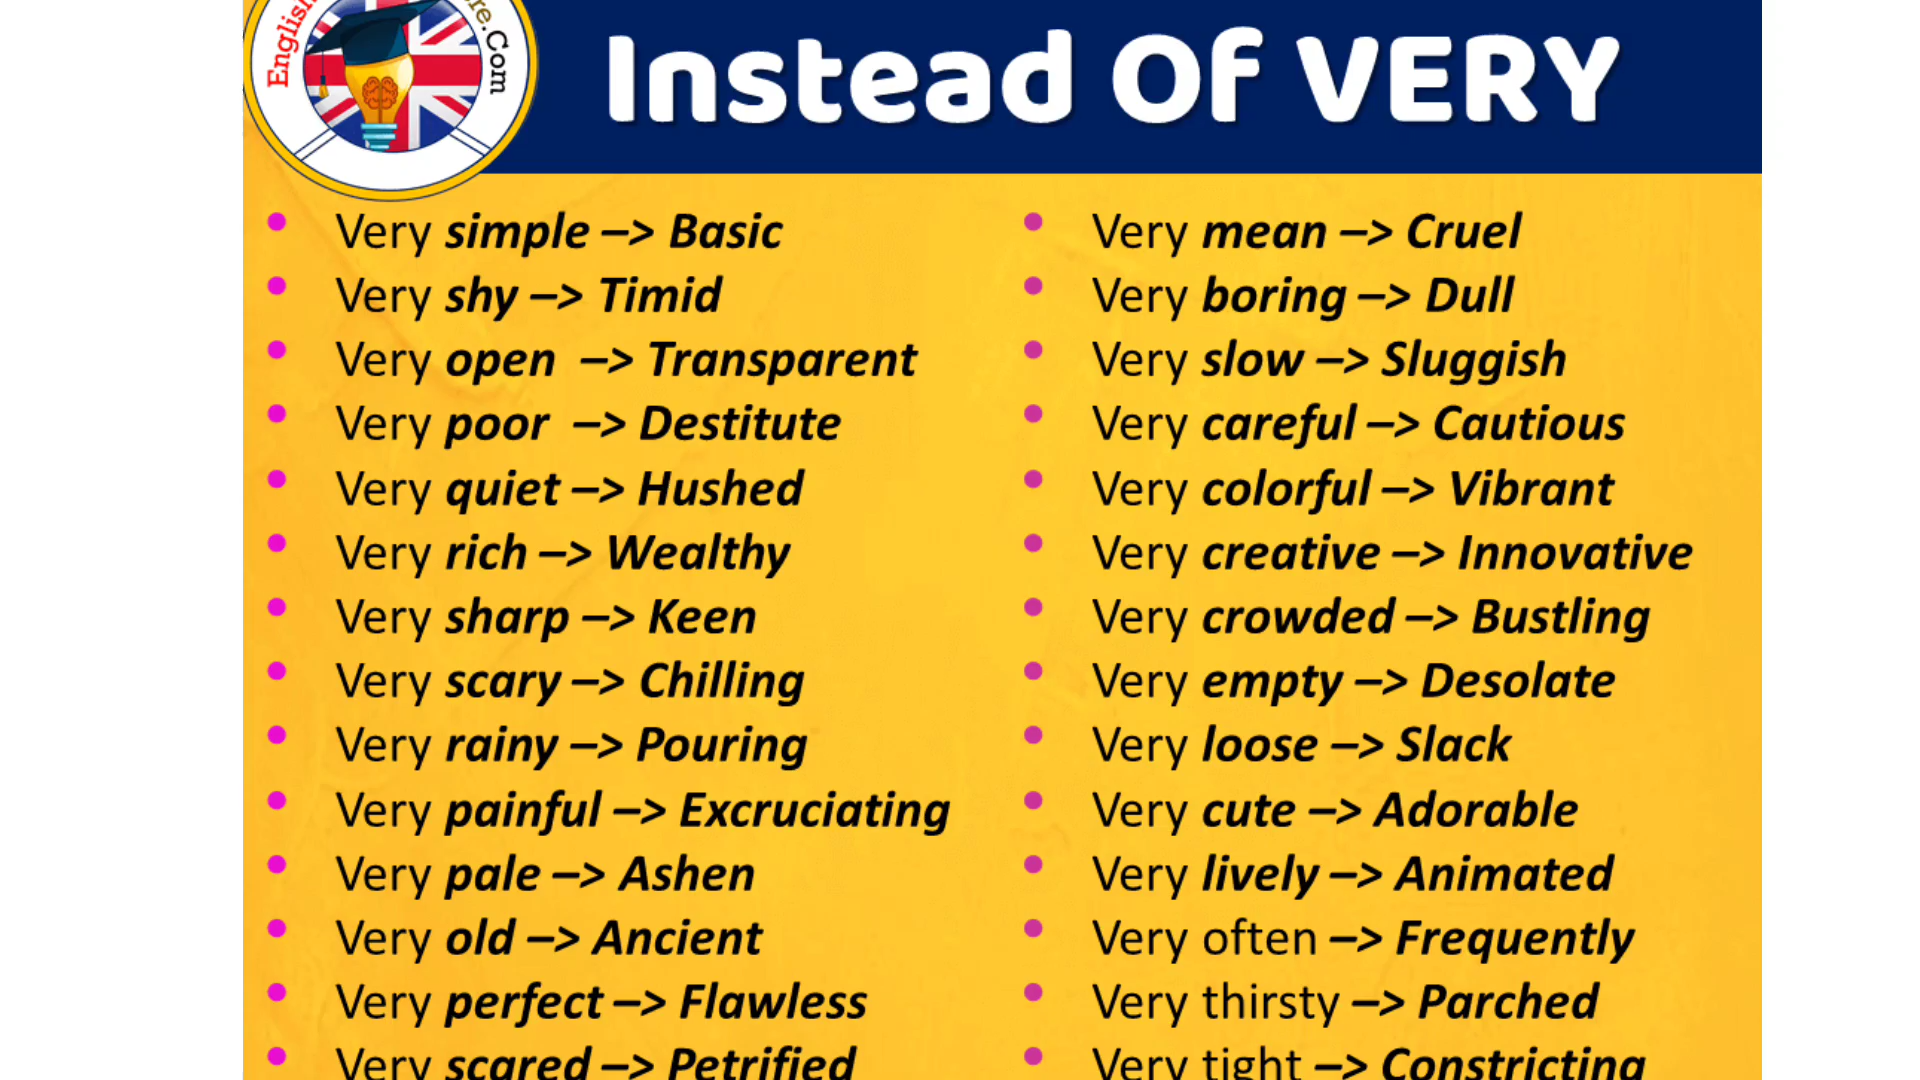 English
re.Com
Instead Of VERY
Very simple –> Basic
Very shy –> Timid
Very open –> Transparent
Very poor –> Destitute
Very quiet –> Hushed
Very rich –> Wealthy
Very sharp –> Keen
Very scary –> Chilling
Very rainy –> Pouring
Very painful –> Excruciating
Very pale –> Ashen
Very old –> Ancient
Very perfect –> Flawless
Very scared –> Petrified
Very mean –> Cruel
Very boring –> Dull
Very slow –> Sluggish
Very careful –> Cautious
Very colorful –> Vibrant
Very creative –> Innovative
Very crowded –> Bustling
Very empty –> Desolate
Very loose –> Slack
Very cute –> Adorable
Very lively –> Animated
Very often –> Frequently
Very thirsty –> Parched
Very tight –> Constricting